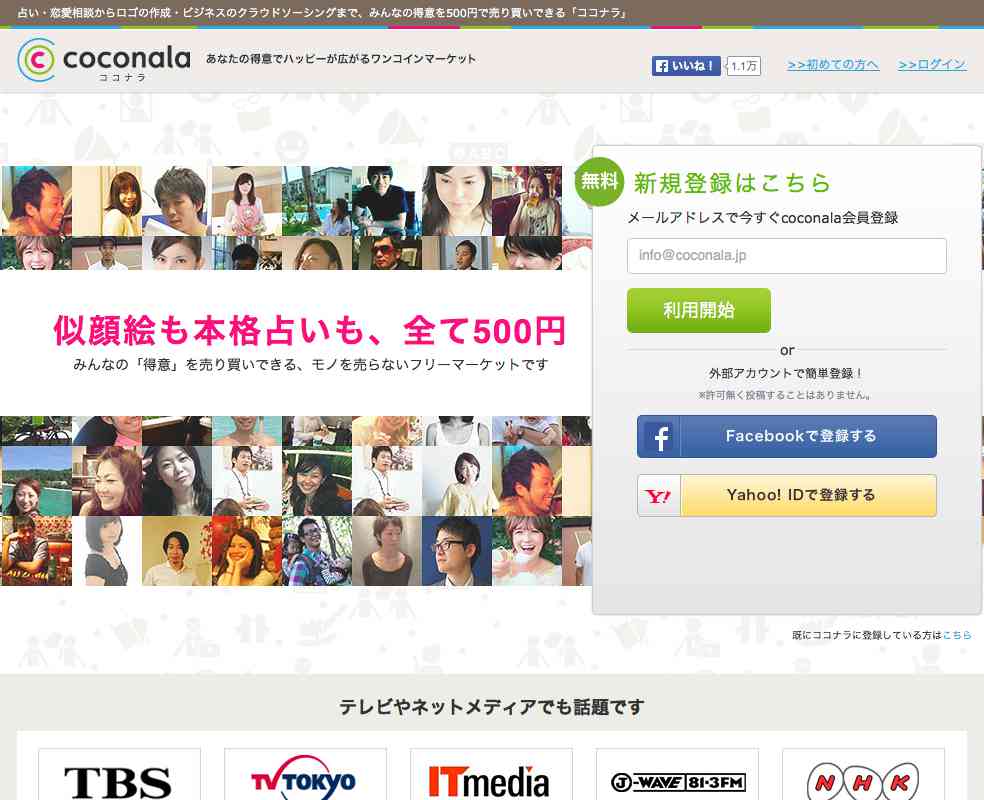 占い・恋愛相談からロゴの作成・ビジネスのクラウドソーシングまで、みんなの得意を500円で売り買いできる「ココナラ」
coconala
ココナラ
あなたの得意でハッピーが広がるワンコインマーケット
いいね！
1.1万
>>初めての方へ
>>ログイン
ABC
無料
新規登録はこちら
メールアドレスで今すぐcoconala会員登録
info@coconala.jp
利用開始
or
外部アカウントで簡単登録！
※許可無く投稿することはありません。
Facebookで登録する
Y!
Yahoo! IDで登録する
似顔絵も本格占いも、全て500円
みんなの「得意」を売り買いできる、モノを売らないフリーマーケットです
既にココナラに登録している方はこちら
テレビやネットメディアでも話題です
TBS
TV TOKYO
ITmedia
J-WAVE 81.3FM
NHK